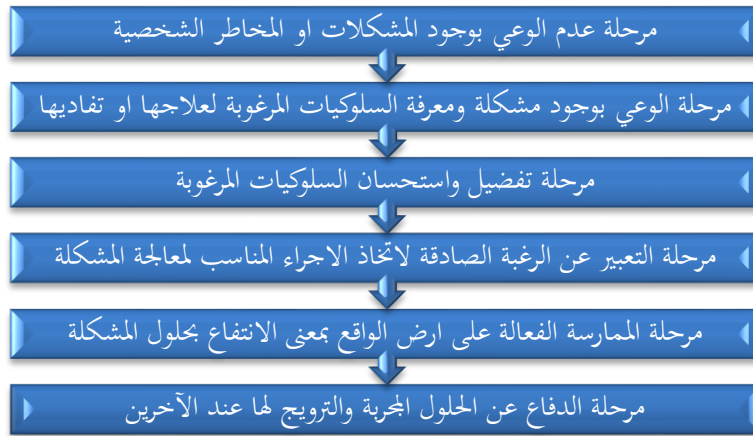 مرحلة عدم الوعي بوجود المشكلات او المخاطر الشخصية
مرحلة الوعي بوجود مشكلة ومعرفة السلوكيات المرغوبة لعلاجها او تفاديها
مرحلة تفضيل واستحسان السلوكيات المرغوبة
مرحلة التعبير عن الرغبة الصادقة لاتخاذ الاجراء المناسب لمعالجة المشكلة
مرحلة الممارسة الفعالة على ارض الواقع بمعنى الانتفاع بحلول المشكلة
مرحلة الدفاع عن الحلول المجربة والترويج لها عند الآخرين